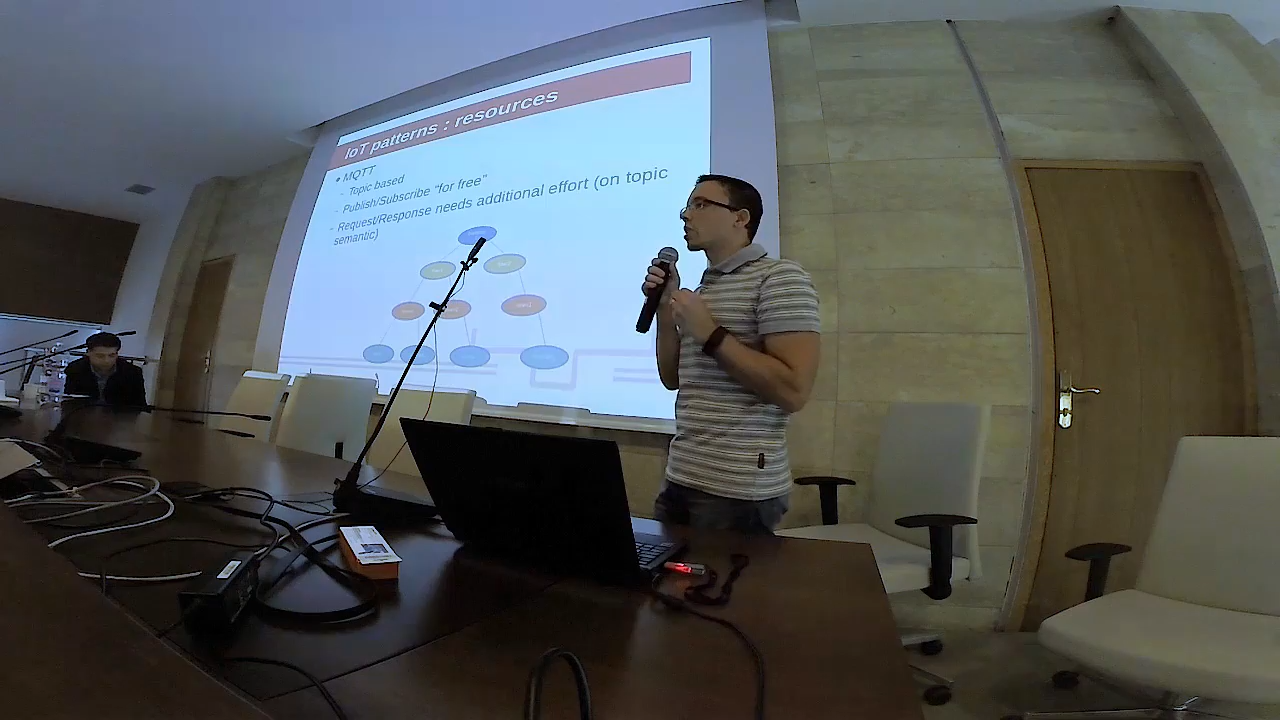 IoT patterns : resources
• MQTT
- Topic based
- Publish/Subscribe "for free"
- Request/Response needs additional effort (on topic
semantic)